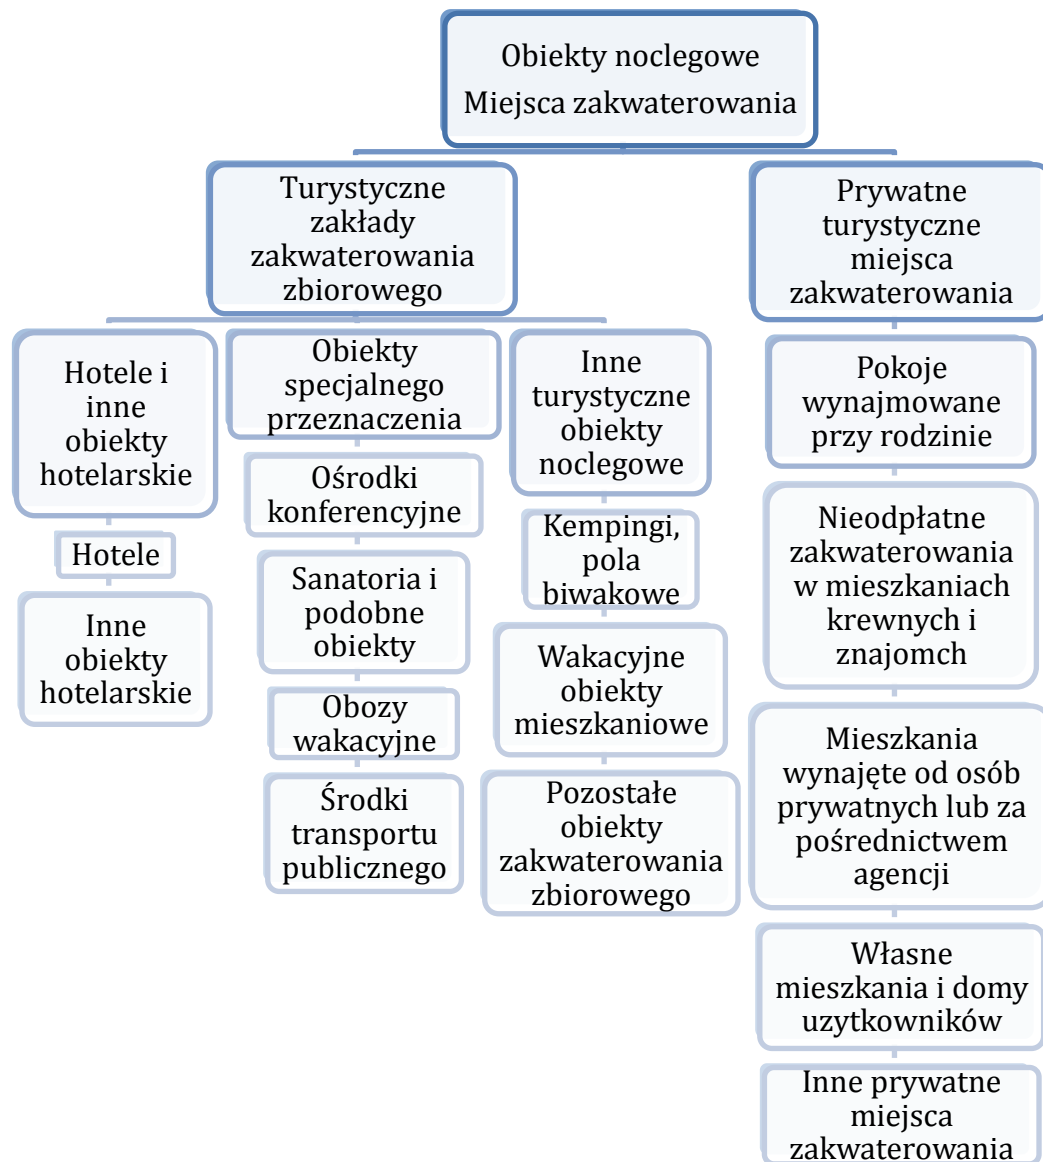 Obiekty noclegowe
Miejsca zakwaterowania
Turystyczne
zakłady
zakwaterowania
zbiorowego
Prywatne
turystyczne
miejsca
zakwaterowania
Hotele i
inne
obiekty
hotelarskie
Hotele
Inne
obiekty
hotelarskie
Obiekty
specjalnego
przeznaczenia
Ośrodki
konferencyjne
Sanatoria i
podobne
obiekty
Obozy
wakacyjne
Środki
transportu
publicznego
Inne
turystyczne
obiekty
noclegowe
Kempingi,
pola
biwakowe
Wakacyjne
obiekty
mieszkaniowe
Pozostałe
obiekty
zakwaterowania
zbiorowego
Pokoje
wynajmowane
przy rodzinie
Nieodpłatne
zakwaterowania
w mieszkaniach
krewnych i
znajomch
Mieszkania
wynajęte od osób
prywatnych lub za
pośrednictwem
agencji
Własne
mieszkania i domy
uzytkowników
Inne prywatne
miejsca
zakwaterowania